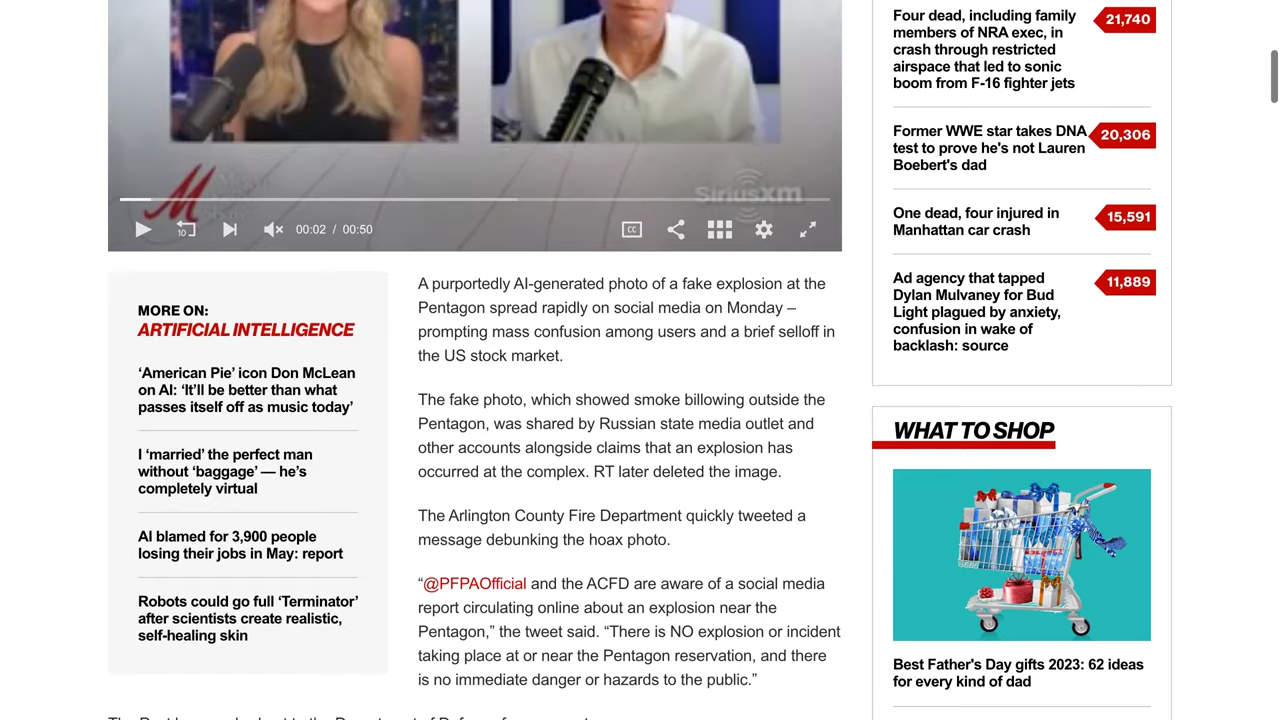 SiriusXM
10
00:02 / 00:50
CC
MORE ON:
ARTIFICIAL INTELLIGENCE
‘American Pie’ icon Don McLean
on AI: ‘It’ll be better than what
passes itself off as music today’
I ‘married’ the perfect man
without ‘baggage’ — he’s
completely virtual
AI blamed for 3,900 people
losing their jobs in May: report
Robots could go full ‘Terminator’
after scientists create realistic,
self-healing skin
A purportedly AI-generated photo of a fake explosion at the
Pentagon spread rapidly on social media on Monday –
prompting mass confusion among users and a brief selloff in
the US stock market.
The fake photo, which showed smoke billowing outside the
Pentagon, was shared by Russian state media outlet and
other accounts alongside claims that an explosion has
occurred at the complex. RT later deleted the image.
The Arlington County Fire Department quickly tweeted a
message debunking the hoax photo.
“@PFPAOfficial and the ACFD are aware of a social media
report circulating online about an explosion near the
Pentagon,” the tweet said. “There is NO explosion or incident
taking place at or near the Pentagon reservation, and there
is no immediate danger or hazards to the public.”
Four dead, including family
members of NRA exec, in
crash through restricted
airspace that led to sonic
boom from F-16 fighter jets
21,740
Former WWE star takes DNA
test to prove he's not Lauren
Boebert's dad
20,306
One dead, four injured in
Manhattan car crash
15,591
Ad agency that tapped
Dylan Mulvaney for Bud
Light plagued by anxiety,
confusion in wake of
backlash: source
11,889
WHAT TO SHOP
Best Father's Day gifts 2023: 62 ideas
for every kind of dad